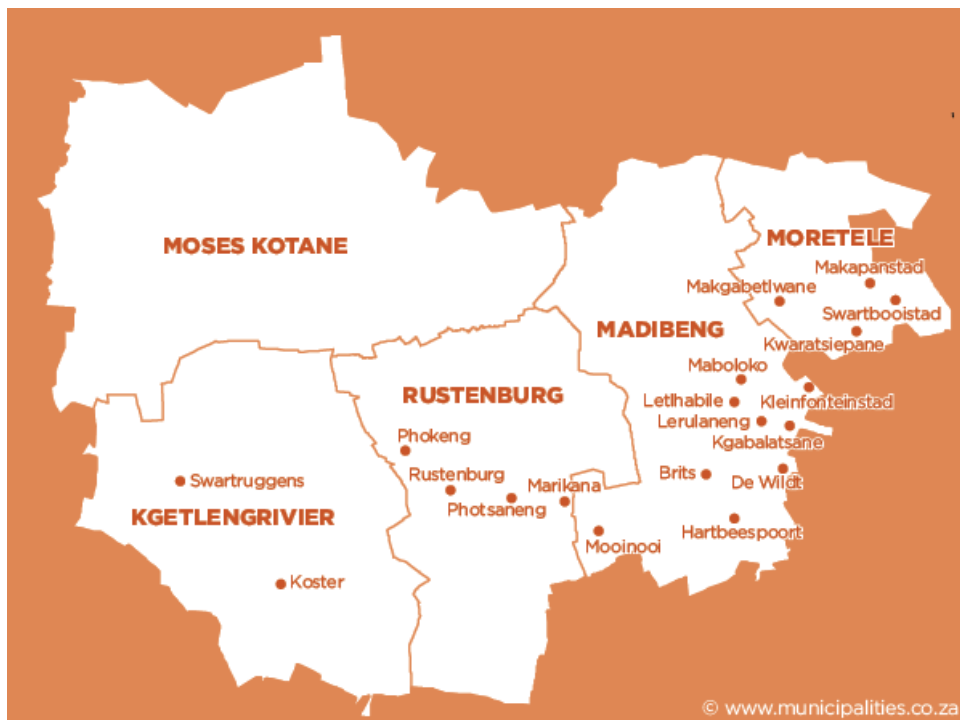 MOSES KOTANE
MORETELE
Makapanstad
Makgabetlwane
Swartbooistad
MADIBENG
Kwaratsiepane
Maboloko
RUSTENBURG
Letlhabile
Kleinfonteinstad
Lerulaneng
Phokeng
Kgabalatsane
Rustenburg
Brits
De Wildt
Swartruggens
Marikana
Photsaneng
KGETLENGRIVIER
Hartbeespoort
Mooinooi
Koster
© www.municipalities.co.za